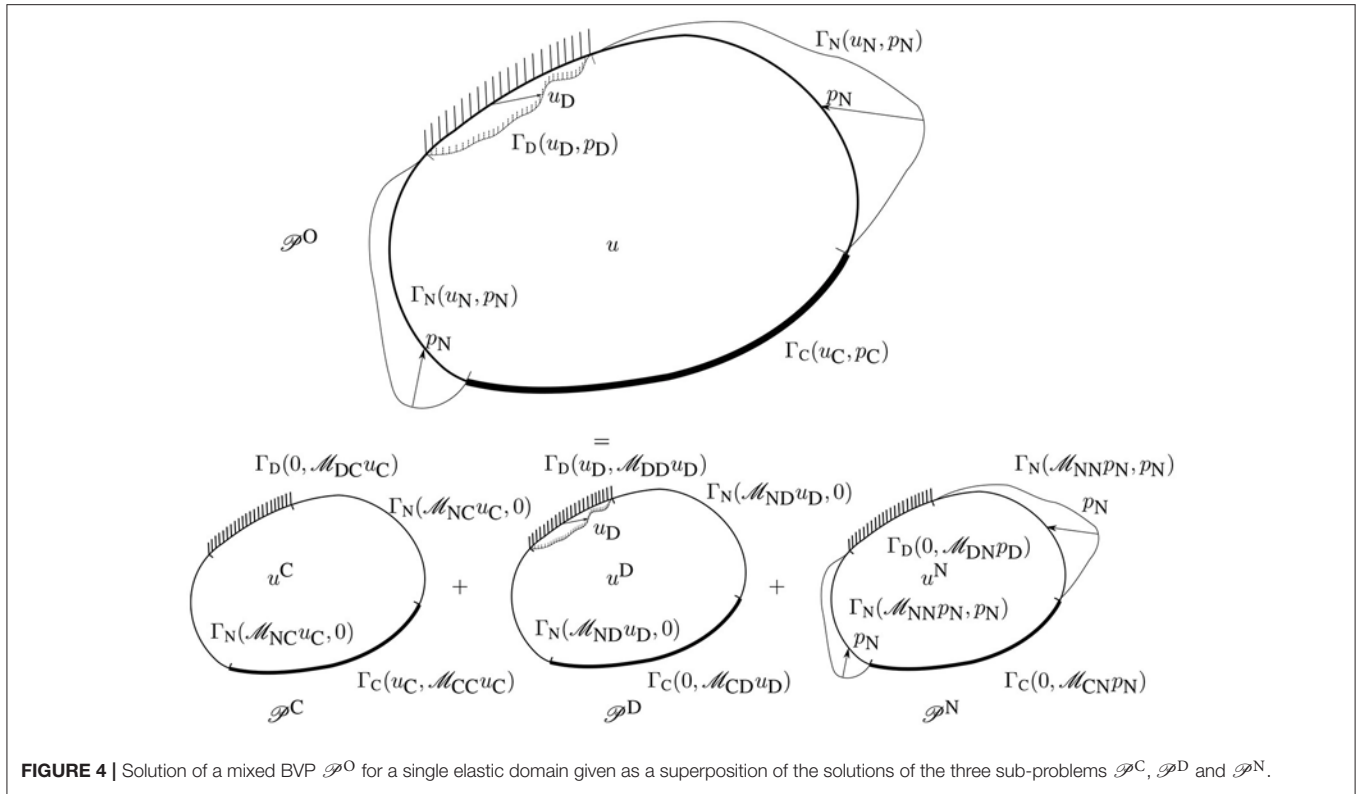 Γ_N(u_N, p_N)
p_N
u_D
Γ_D(u_D, p_D)
𝒫^O
u
Γ_N(u_N, p_N)
p_N
Γ_C(u_C, p_C)
=
Γ_D(0, ℳ_DC u_C)
Γ_D(u_D, ℳ_DD u_D)
Γ_N(ℳ_NN p_N, p_N)
Γ_N(ℳ_NC u_C, 0)
Γ_N(ℳ_ND u_D, 0)
p_N
u_D
Γ_D(0, ℳ_DN p_D)
u^C
+
u^D
+
u^N
Γ_N(ℳ_NC u_C, 0)
Γ_N(ℳ_ND u_D, 0)
Γ_N(ℳ_NN p_N, p_N)
p_N
Γ_C(u_C, ℳ_CC u_C)
Γ_C(0, ℳ_CD u_D)
Γ_C(0, ℳ_CN p_N)
𝒫^C
𝒫^D
𝒫^N
FIGURE 4 | Solution of a mixed BVP 𝒫^O for a single elastic domain given as a superposition of the solutions of the three sub-problems 𝒫^C, 𝒫^D and 𝒫^N.